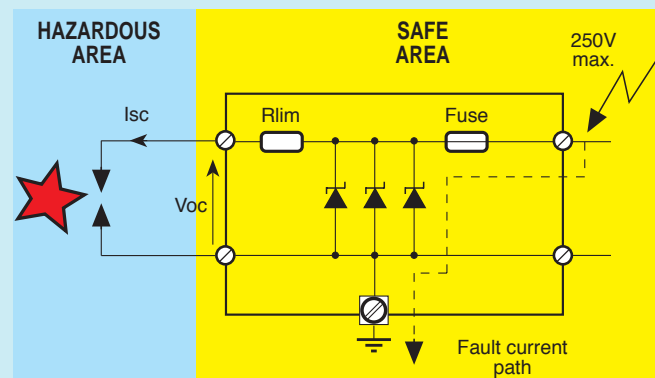 HAZARDOUS
AREA
SAFE
AREA
250V
max.
Isc
Rlim
Fuse
Voc
Fault current
path